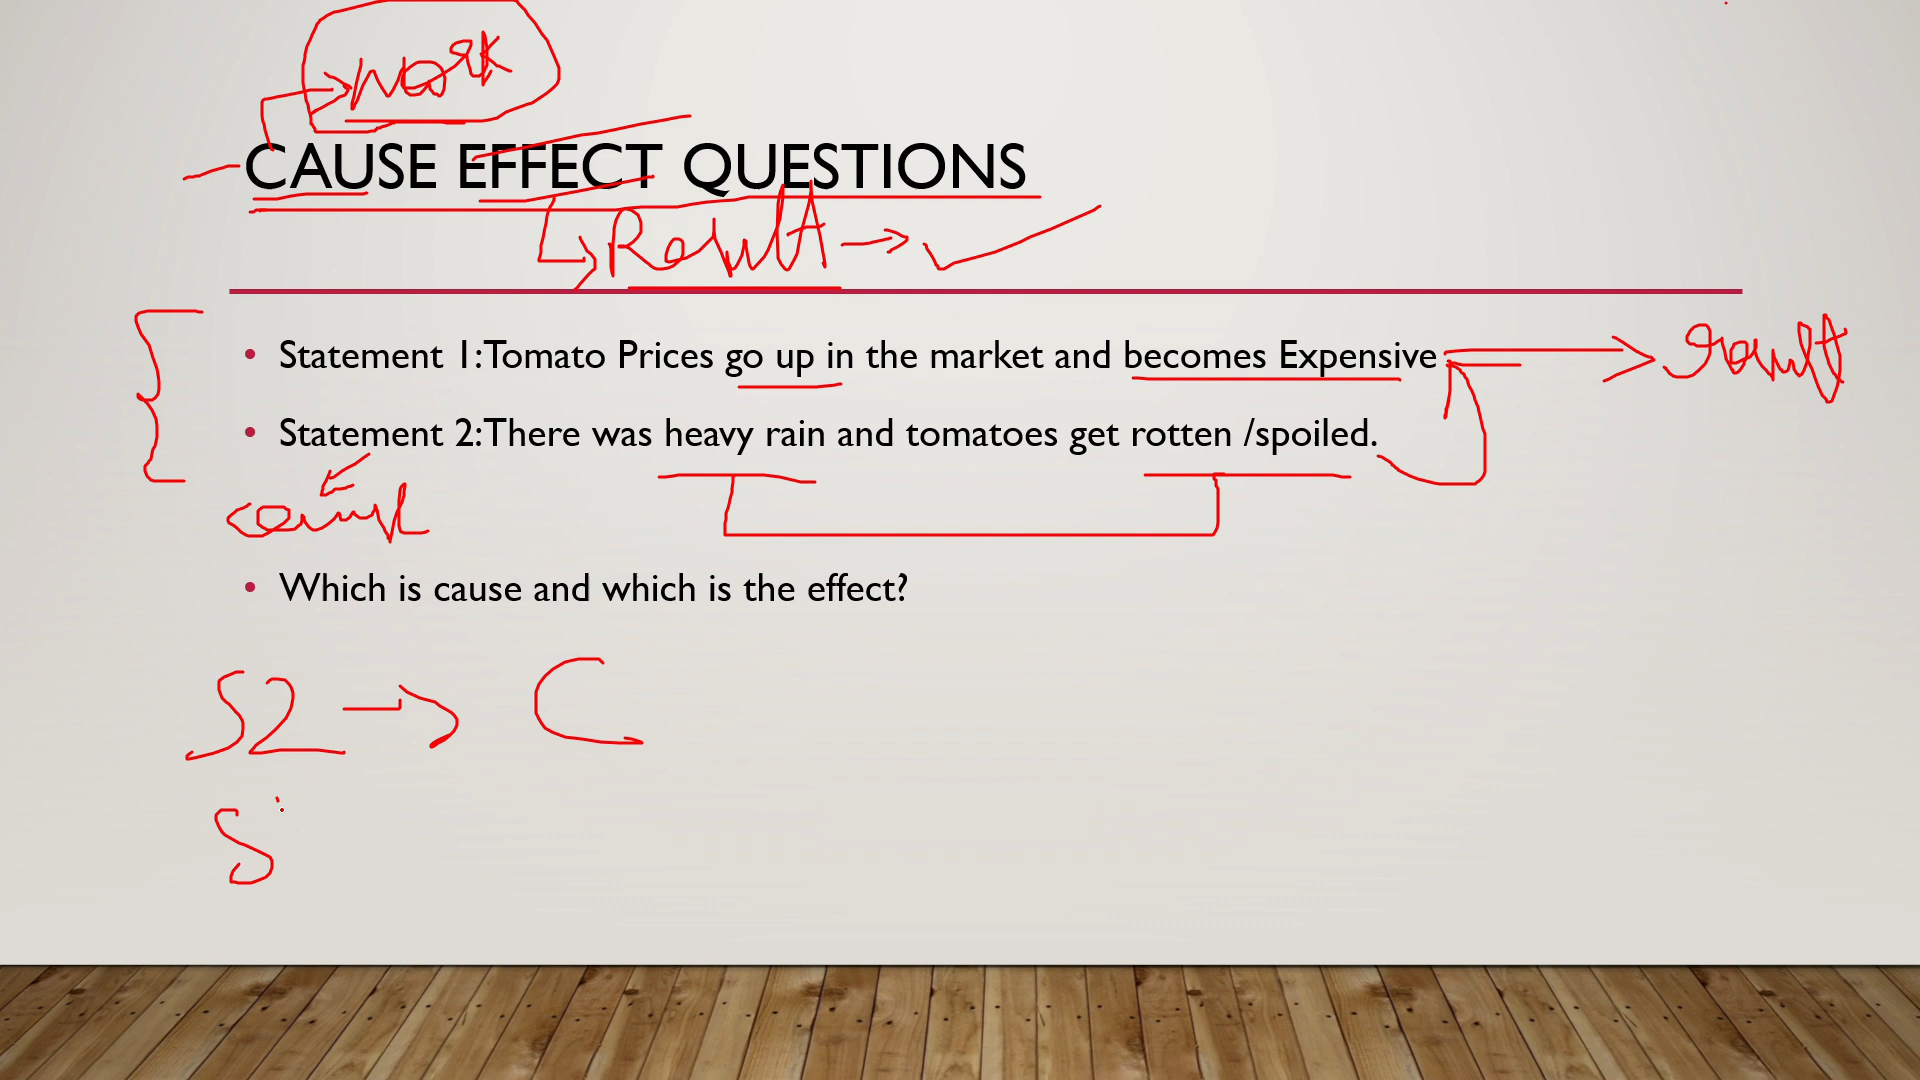 work
CAUSE EFFECT QUESTIONS
Result
• Statement 1: Tomato Prices go up in the market and becomes Expensive
result
• Statement 2: There was heavy rain and tomatoes get rotten /spoiled.
cause
• Which is cause and which is the effect?
S2 → C
S